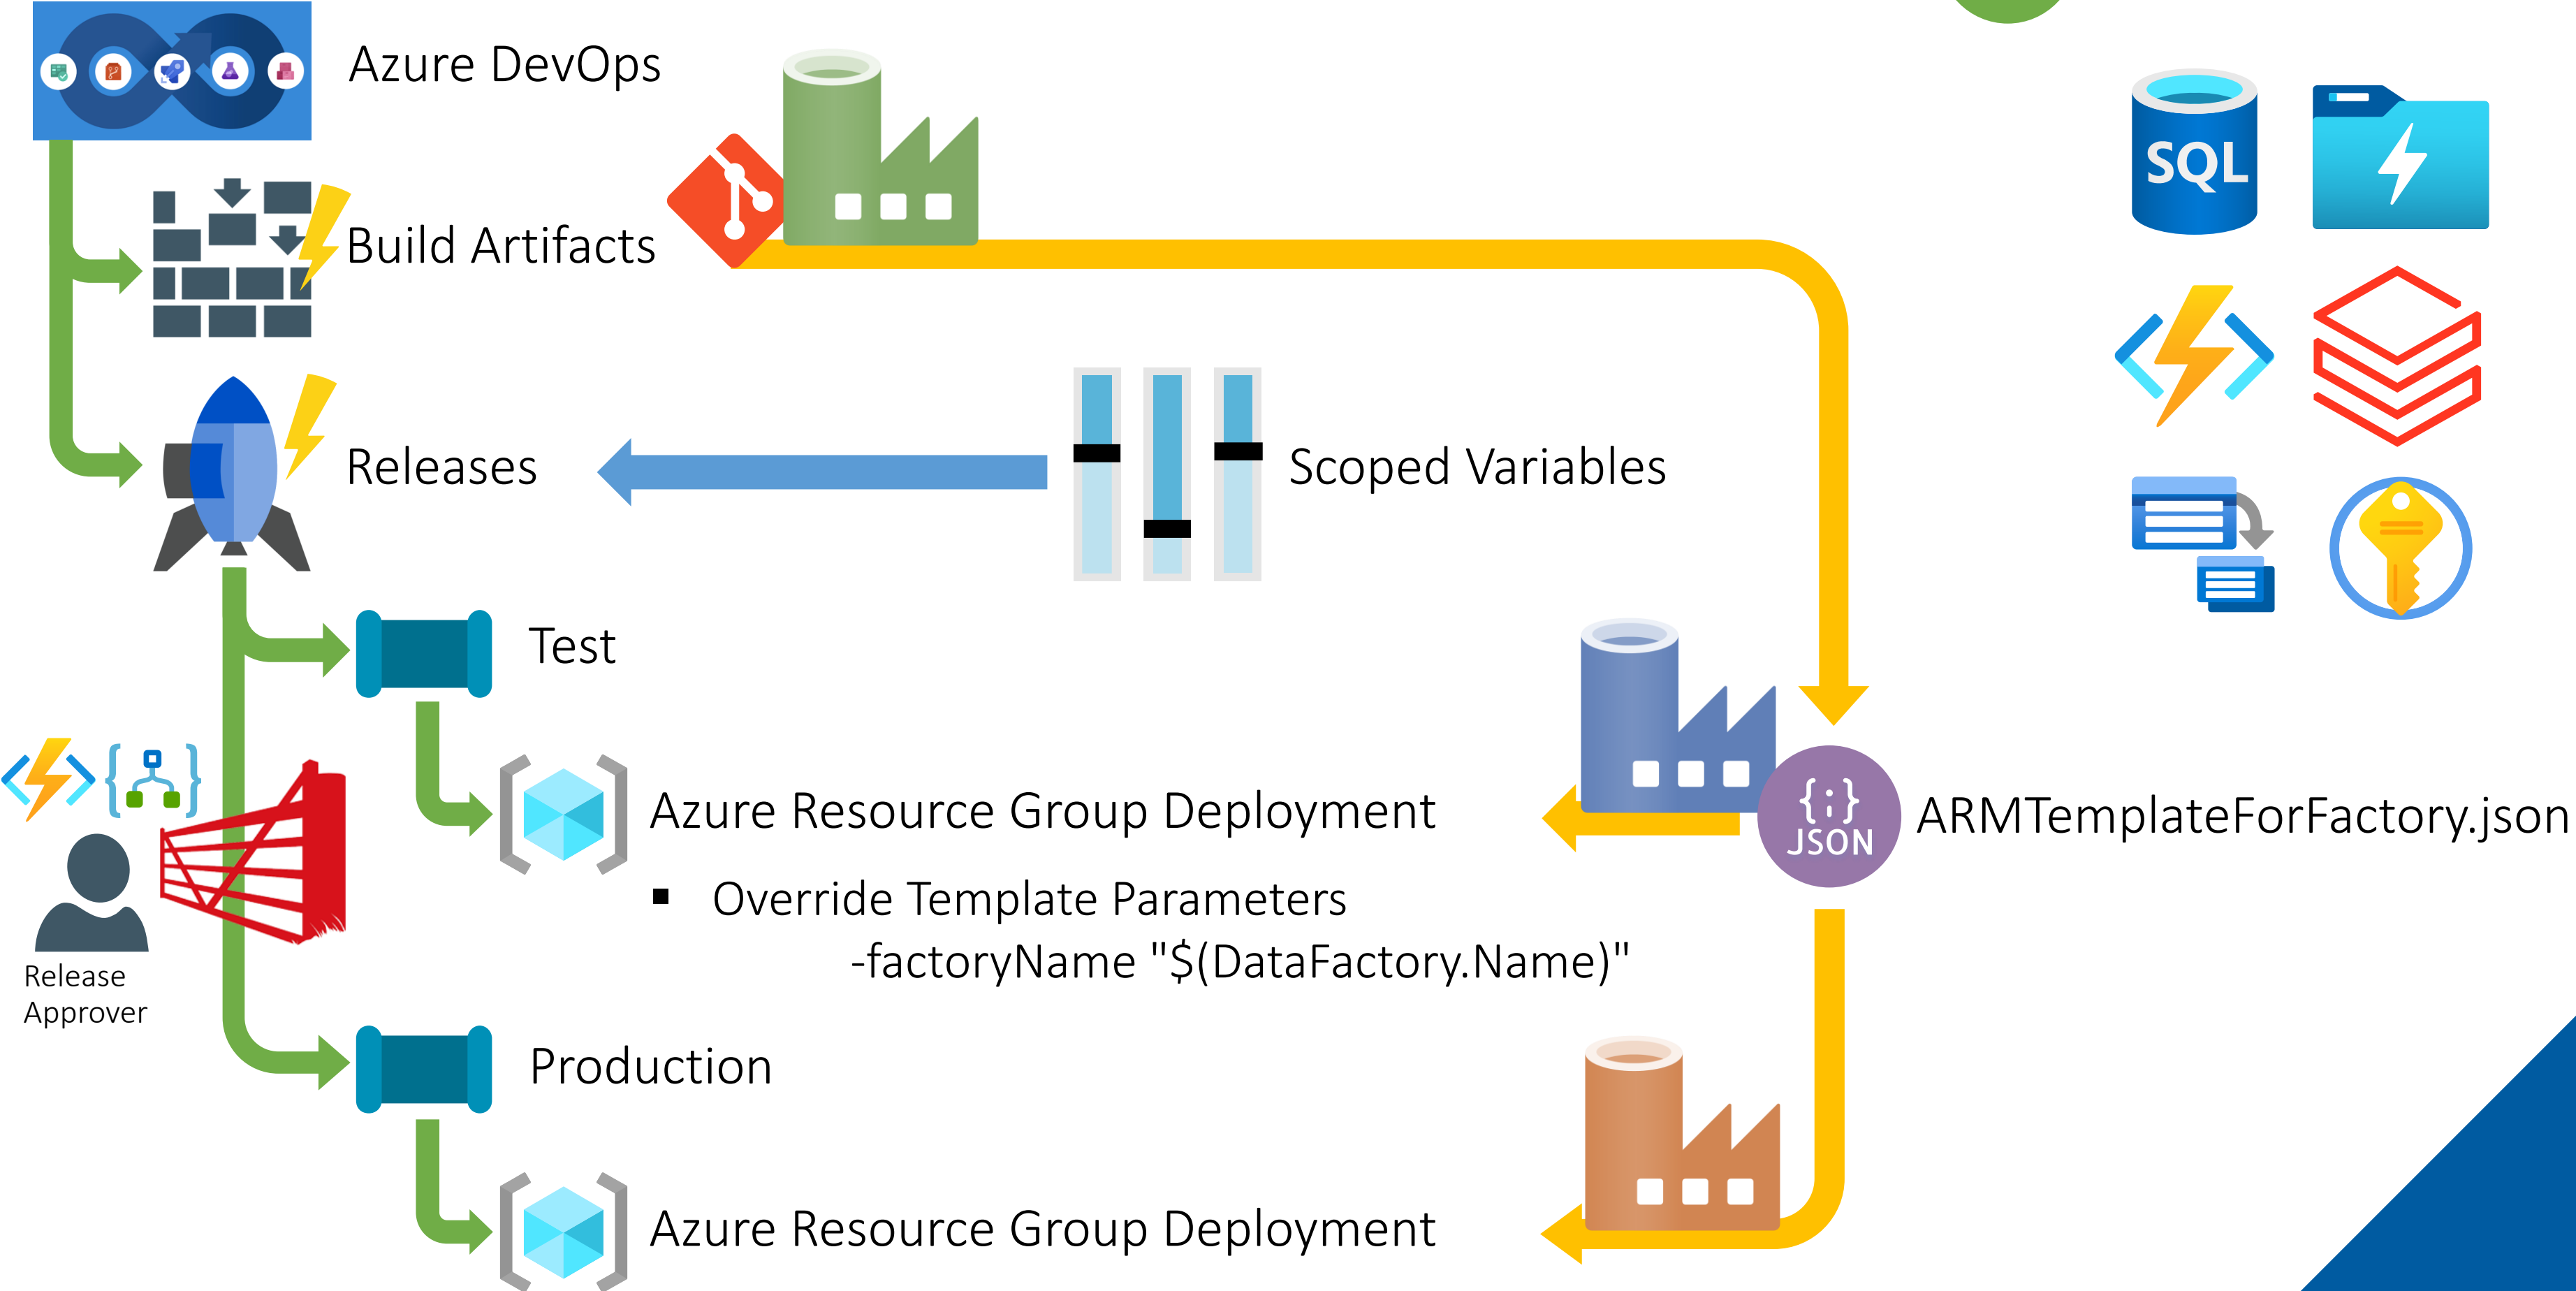 Azure DevOps
SQL
Build Artifacts
Releases
Scoped Variables
Test
Azure Resource Group Deployment
{;}
JSON
ARMTemplateForFactory.json
▪ Override Template Parameters
-factoryName "$(DataFactory.Name)"
Release
Approver
Production
Azure Resource Group Deployment